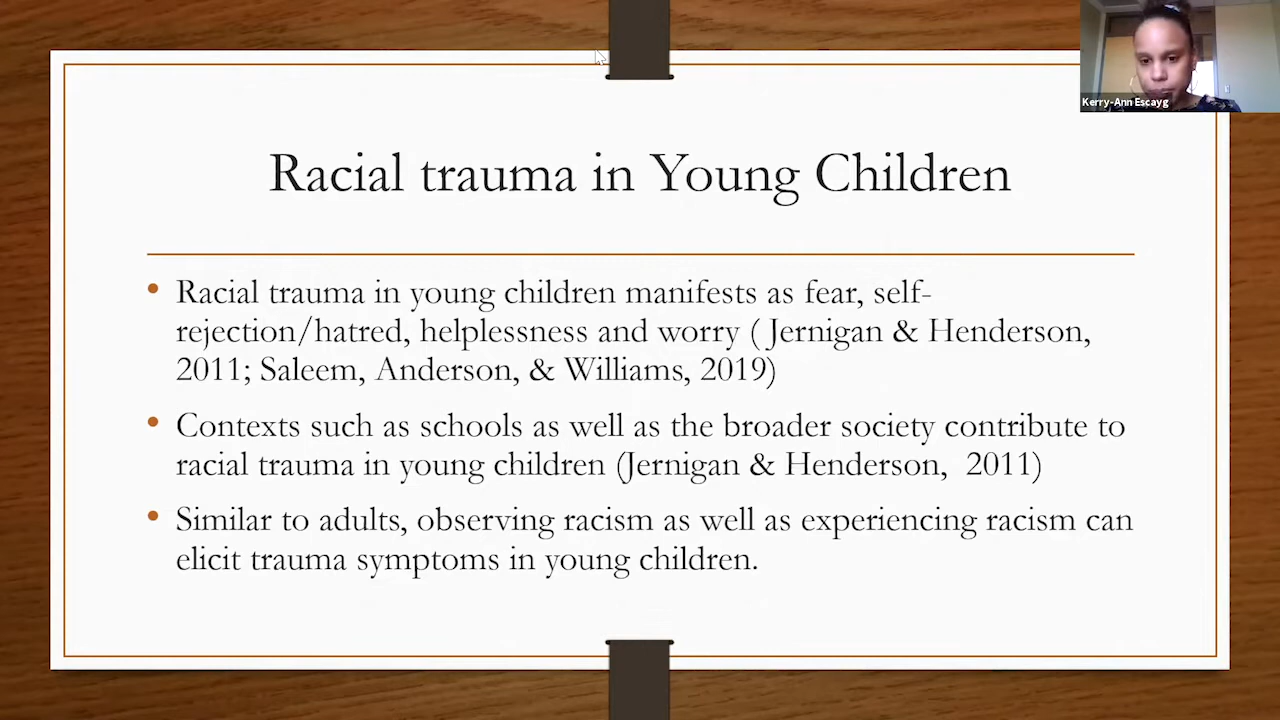 Kerry-Ann Escayg
Racial trauma in Young Children
• Racial trauma in young children manifests as fear, self-
rejection/hatred, helplessness and worry ( Jernigan & Henderson,
2011; Saleem, Anderson, & Williams, 2019)
• Contexts such as schools as well as the broader society contribute to
racial trauma in young children (Jernigan & Henderson,  2011)
• Similar to adults, observing racism as well as experiencing racism can
elicit trauma symptoms in young children.